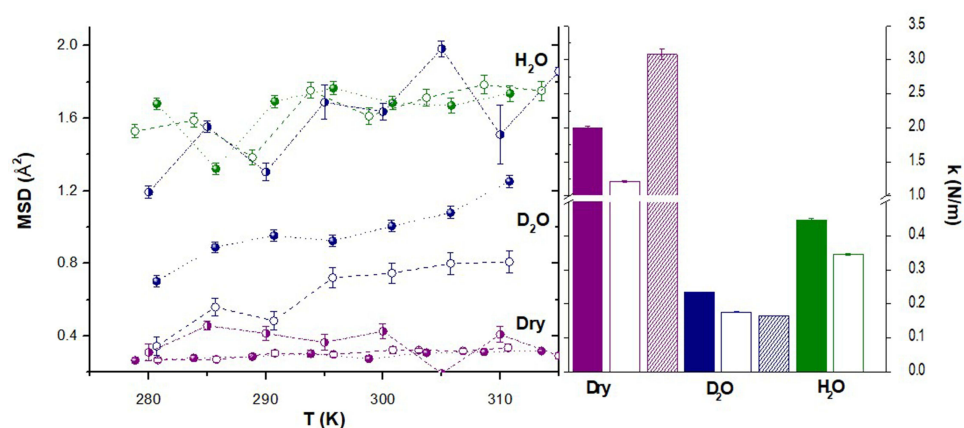 2.0
1.6
1.2
0.8
0.4
MSD (Å²)
280 290 300 310
T (K)
H₂O
D₂O
Dry
3.5
3.0
2.5
2.0
1.5
1.0
0.4
0.3
0.2
0.1
0.0
k (N/m)
Dry D₂O H₂O